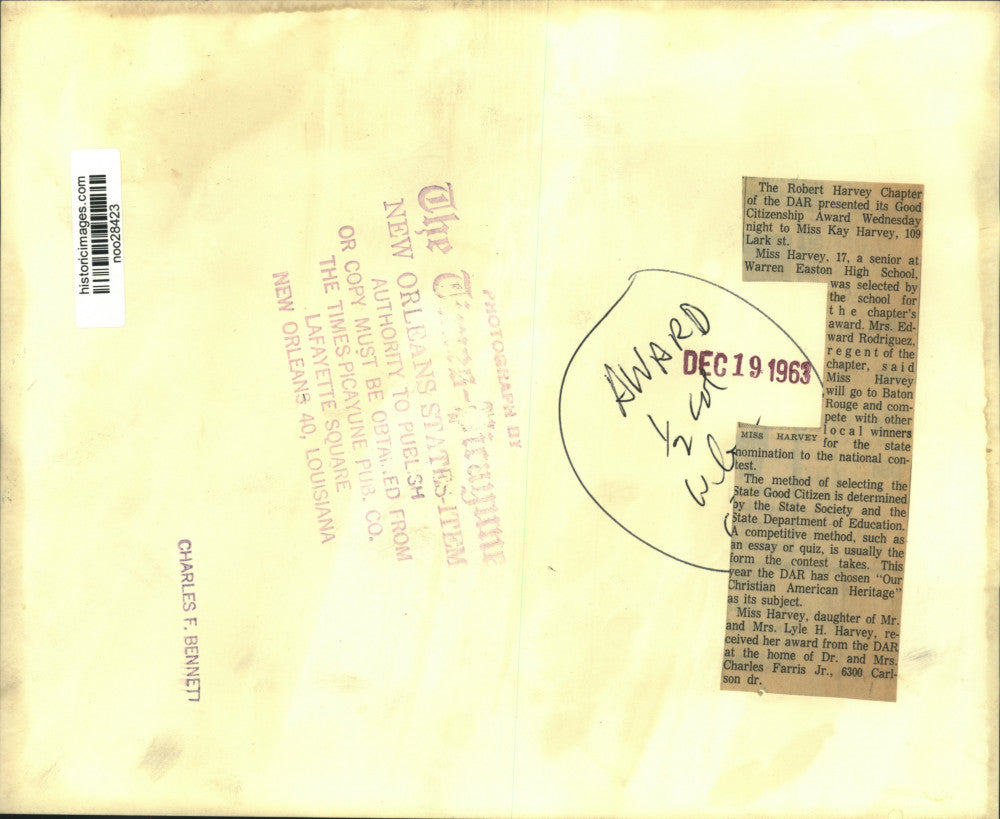 historicimages.com
noo28423
PHOTOGRAPH BY
The Times-Picayune
NEW ORLEANS STATES-ITEM
AUTHORITY TO PUBLISH
OR COPY MUST BE OBTAINED FROM
THE TIMES-PICAYUNE PUB. CO.
LAFAYETTE SQUARE
NEW ORLEANS 40, LOUISIANA
CHARLES F. BENNETT
AWARD
DEC 19 1963
1/2 col
The Robert Harvey Chapter
of the DAR presented its Good
Citizenship Award Wednesday
night to Miss Kay Harvey, 109
Lark st.
Miss Harvey, 17, a senior at
Warren Easton High School,
was selected by
the school for
the chapter's
award. Mrs. Ed-
ward Rodriguez,
regent of the
chapter, said
Miss Harvey
will go to Baton
Rouge and com-
pete with other
local winners
MISS HARVEY
for the state
nomination to the national con-
test.
The method of selecting the
State Good Citizen is determined
by the State Society and the
State Department of Education.
A competitive method, such as
an essay or quiz, is usually the
form the contest takes. This
year the DAR has chosen "Our
Christian American Heritage"
as its subject.
Miss Harvey, daughter of Mr.
and Mrs. Lyle H. Harvey, re-
ceived her award from the DAR
at the home of Dr. and Mrs.
Charles Farris Jr., 6300 Carl-
son dr.